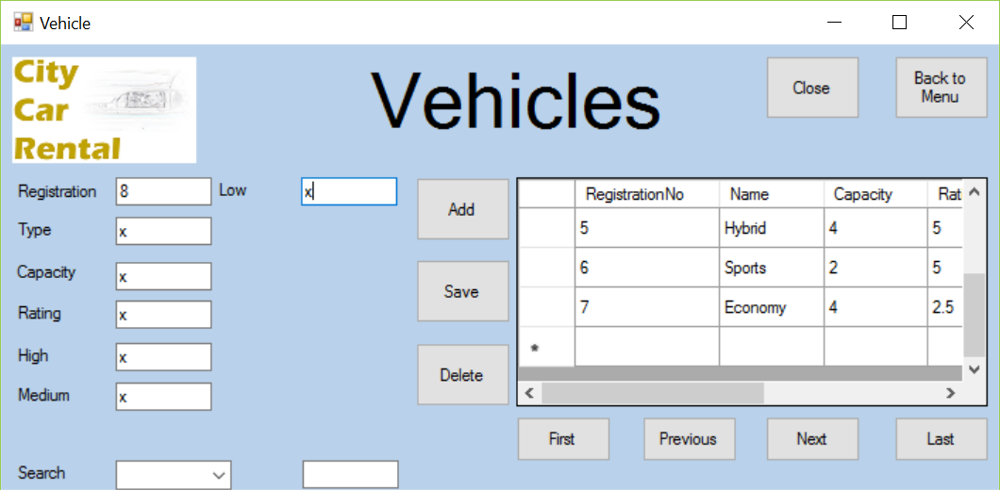 Vehicle
City
Car
Rental
Vehicles
Close
Back to
Menu
Registration 8 Low x
Type x
Capacity x
Rating x
High x
Medium x
Search
Add
Save
Delete
RegistrationNo Name Capacity Rati
5 Hybrid 4 5
6 Sports 2 5
7 Economy 4 2.5
*
First Previous Next Last